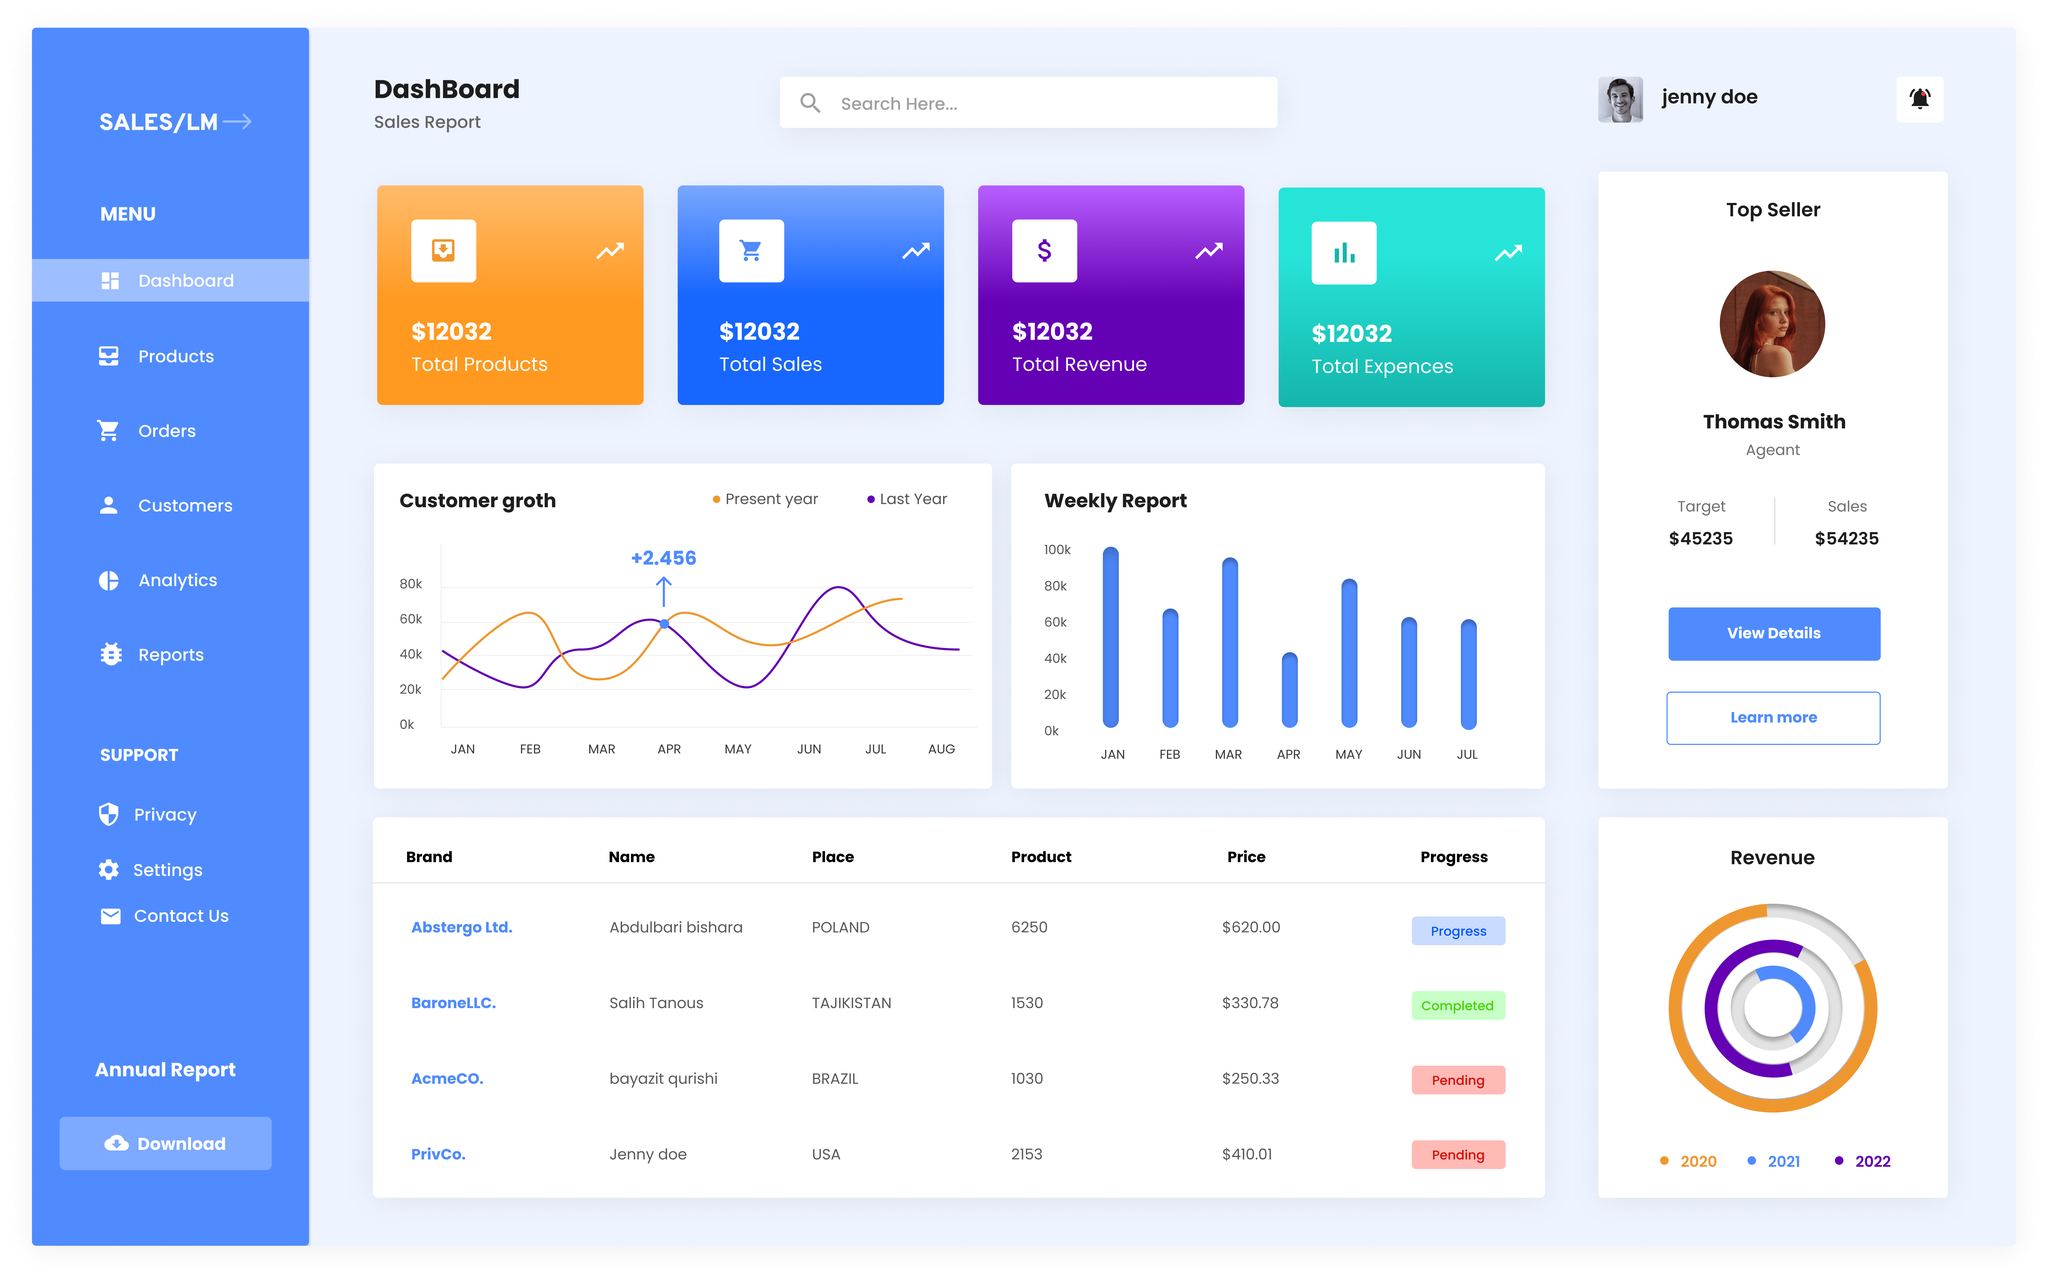 SALES/LM
MENU
Dashboard
Products
Orders
Customers
Analytics
Reports
SUPPORT
Privacy
Settings
Contact Us
Annual Report
Download
DashBoard
Sales Report
Search Here...
jenny doe
$12032
Total Products
$12032
Total Sales
$12032
Total Revenue
$12032
Total Expences
Customer groth
Present year
Last Year
+2.456
80k
60k
40k
20k
0k
JAN FEB MAR APR MAY JUN JUL AUG
Weekly Report
100k
80k
60k
40k
20k
0k
JAN FEB MAR APR MAY JUN JUL
Top Seller
Thomas Smith
Ageant
Target Sales
$45235 $54235
View Details
Learn more
Brand Name Place Product Price Progress
Abstergo Ltd. Abdulbari bishara POLAND 6250 $620.00 Progress
BaroneLLC. Salih Tanous TAJIKISTAN 1530 $330.78 Completed
AcmeCO. bayazit qurishi BRAZIL 1030 $250.33 Pending
PrivCo. Jenny doe USA 2153 $410.01 Pending
Revenue
2020 2021 2022